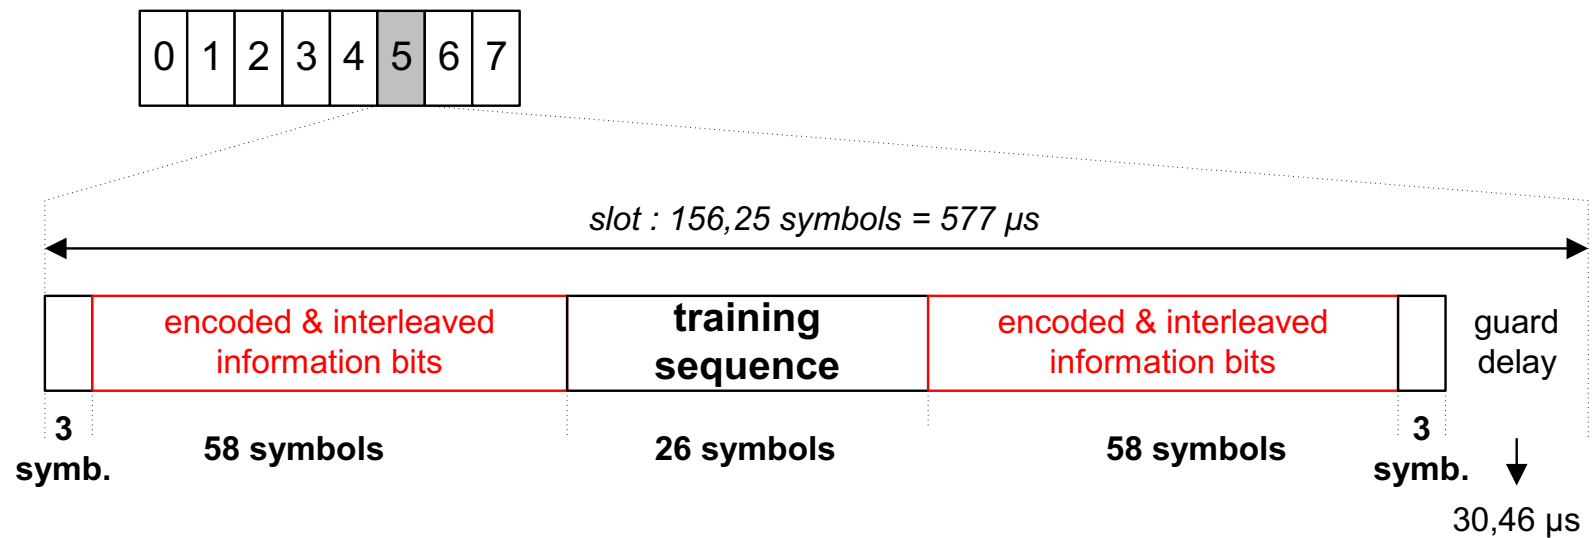 0 1 2 3 4 5 6 7
slot : 156,25 symbols = 577 µs
encoded & interleaved
information bits
training
sequence
encoded & interleaved
information bits
guard
delay
3
symb.
58 symbols
26 symbols
58 symbols
3
symb.
30,46 µs